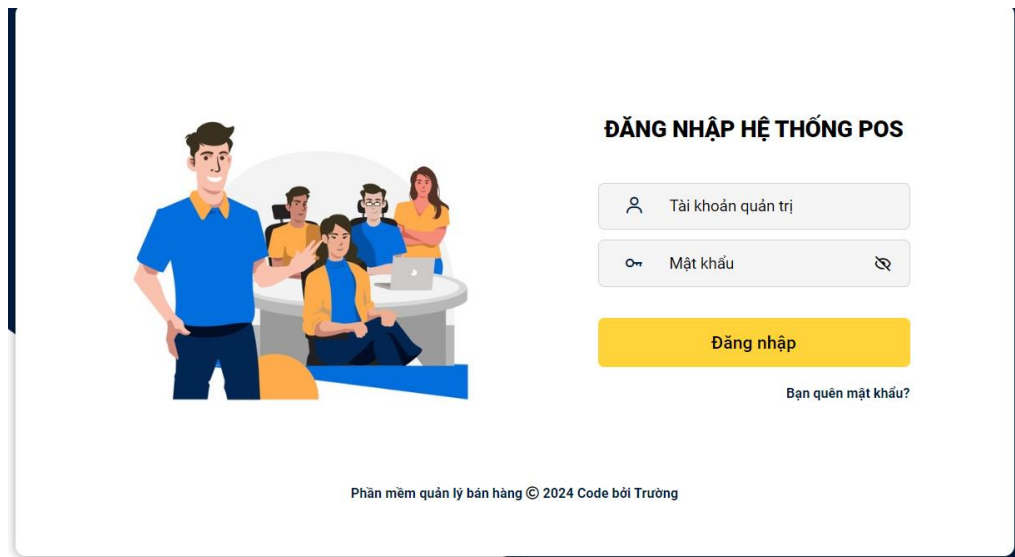 ĐĂNG NHẬP HỆ THỐNG POS
Tài khoản quản trị
Mật khẩu
Đăng nhập
Bạn quên mật khẩu?
Phần mềm quản lý bán hàng © 2024 Code bởi Trường